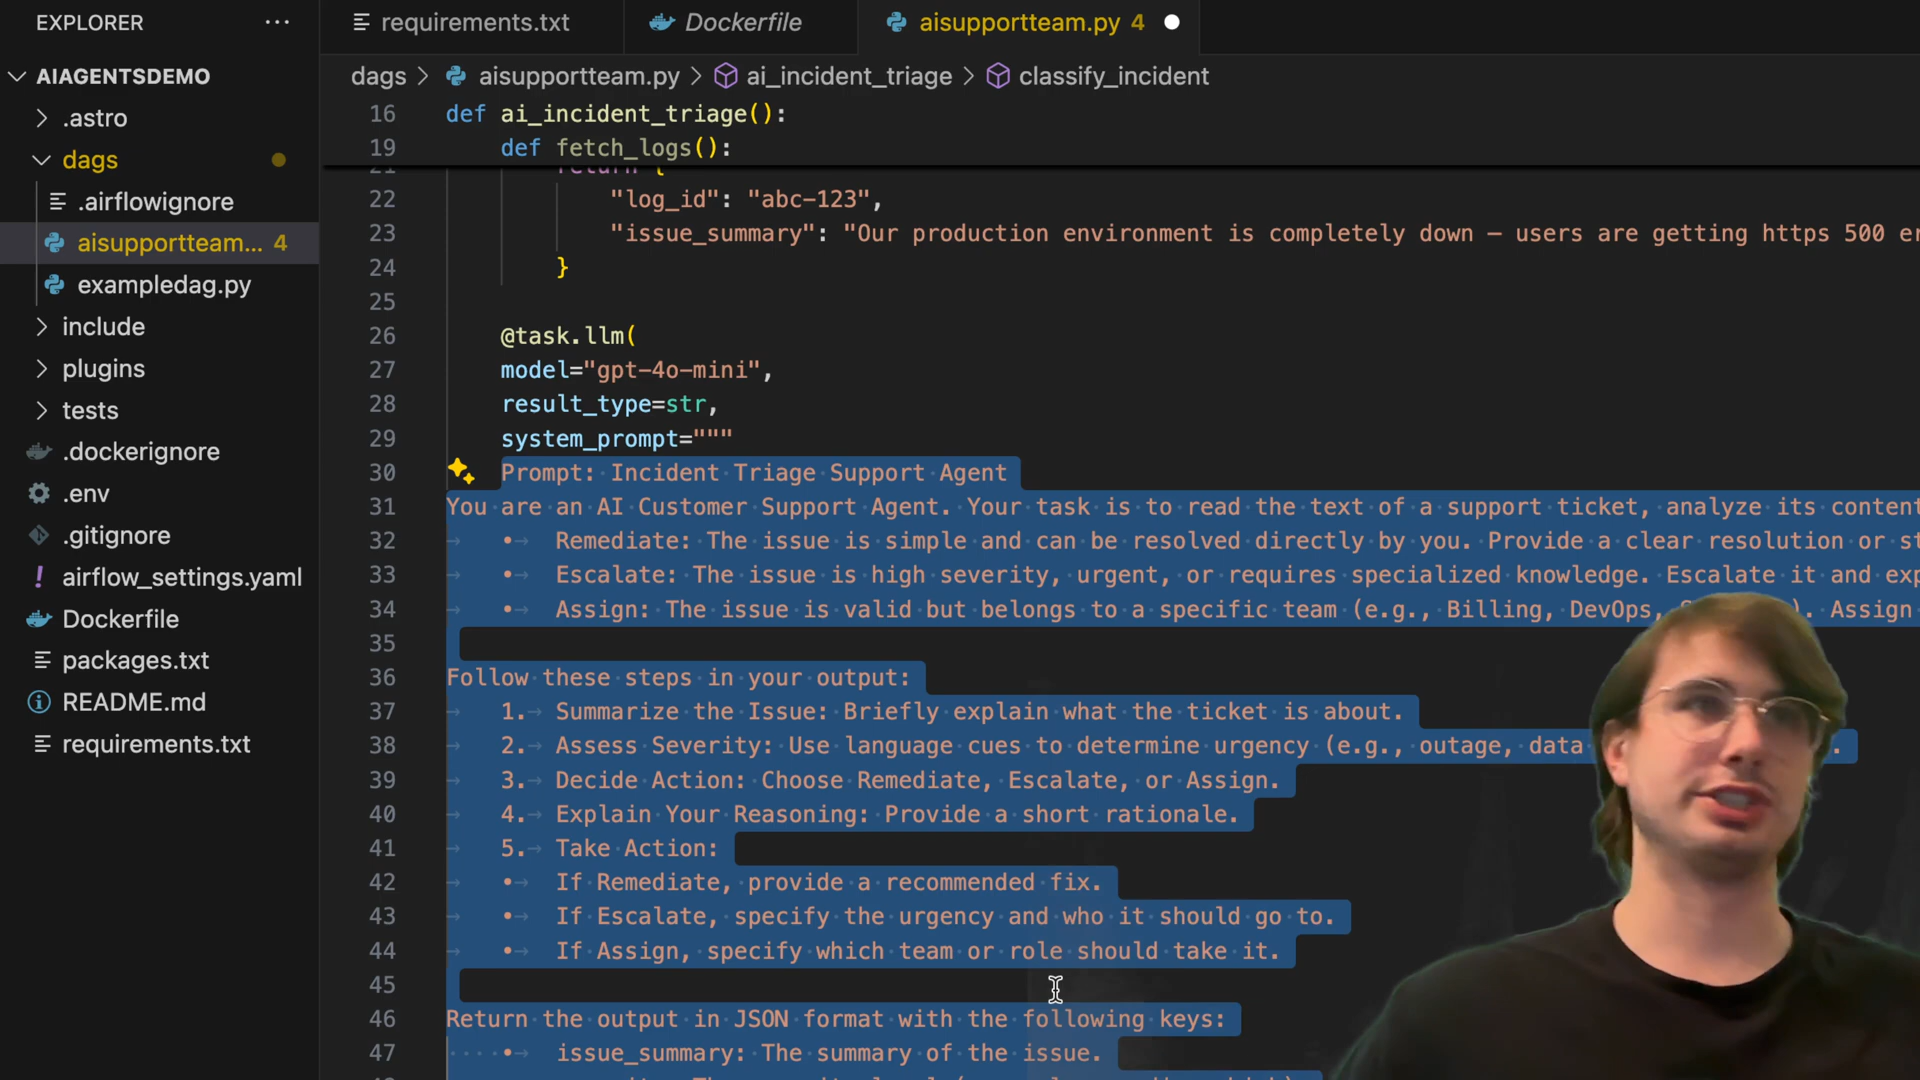 EXPLORER
requirements.txt
Dockerfile
aisupportteam.py 4
AIAGENTSDEMO
dags > aisupportteam.py > ai_incident_triage > classify_incident
.astro
dags
.airflowignore
aisupportteam... 4
exampledag.py
include
plugins
tests
.dockerignore
.env
.gitignore
airflow_settings.yaml
Dockerfile
packages.txt
README.md
requirements.txt
16 def ai_incident_triage():
19 def fetch_logs():
21 return {
22 "log_id": "abc-123",
23 "issue_summary": "Our production environment is completely down – users are getting https 500
24 }
25
26 @task.llm(
27 model="gpt-4o-mini",
28 result_type=str,
29 system_prompt="""
30 Prompt: Incident Triage Support Agent
31 You are an AI Customer Support Agent. Your task is to read the text of a support ticket, analyze its content
32 • Remediate: The issue is simple and can be resolved directly by you. Provide a clear resolution or
33 • Escalate: The issue is high severity, urgent, or requires specialized knowledge. Escalate it and
34 • Assign: The issue is valid but belongs to a specific team (e.g., Billing, DevOps, ). Assign
35
36 Follow these steps in your output:
37 1. Summarize the Issue: Briefly explain what the ticket is about.
38 2. Assess Severity: Use language cues to determine urgency (e.g., outage, data
39 3. Decide Action: Choose Remediate, Escalate, or Assign.
40 4. Explain Your Reasoning: Provide a short rationale.
41 5. Take Action:
42 • If Remediate, provide a recommended fix.
43 • If Escalate, specify the urgency and who it should go to.
44 • If Assign, specify which team or role should take it.
45
46 Return the output in JSON format with the following keys:
47 • issue_summary: The summary of the issue.